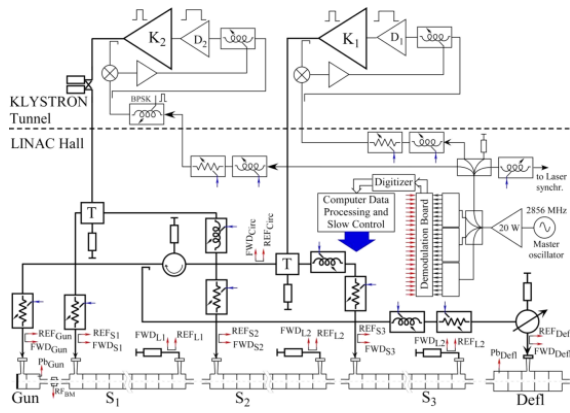 K2
D2
K1
D1
BPSK
KLYSTRON
Tunnel
LINAC Hall
to Laser
synchr.
Digitizer
Computer Data
Processing and
Slow Control
Demodulation Board
20 W
2856 MHz
Master
oscillator
T
FWDCirc
REFCirc
T
REFGun
FWDGun
PbGun
REFS1
FWDS1
FWDL1
REFL1
REFS2
FWDS2
FWDL2
REFL2
REFS3
FWDS3
FWDL2
REFL2
REFDefl
FWDDefl
PbDefl
RFBM
Gun
S1
S2
S3
Defl